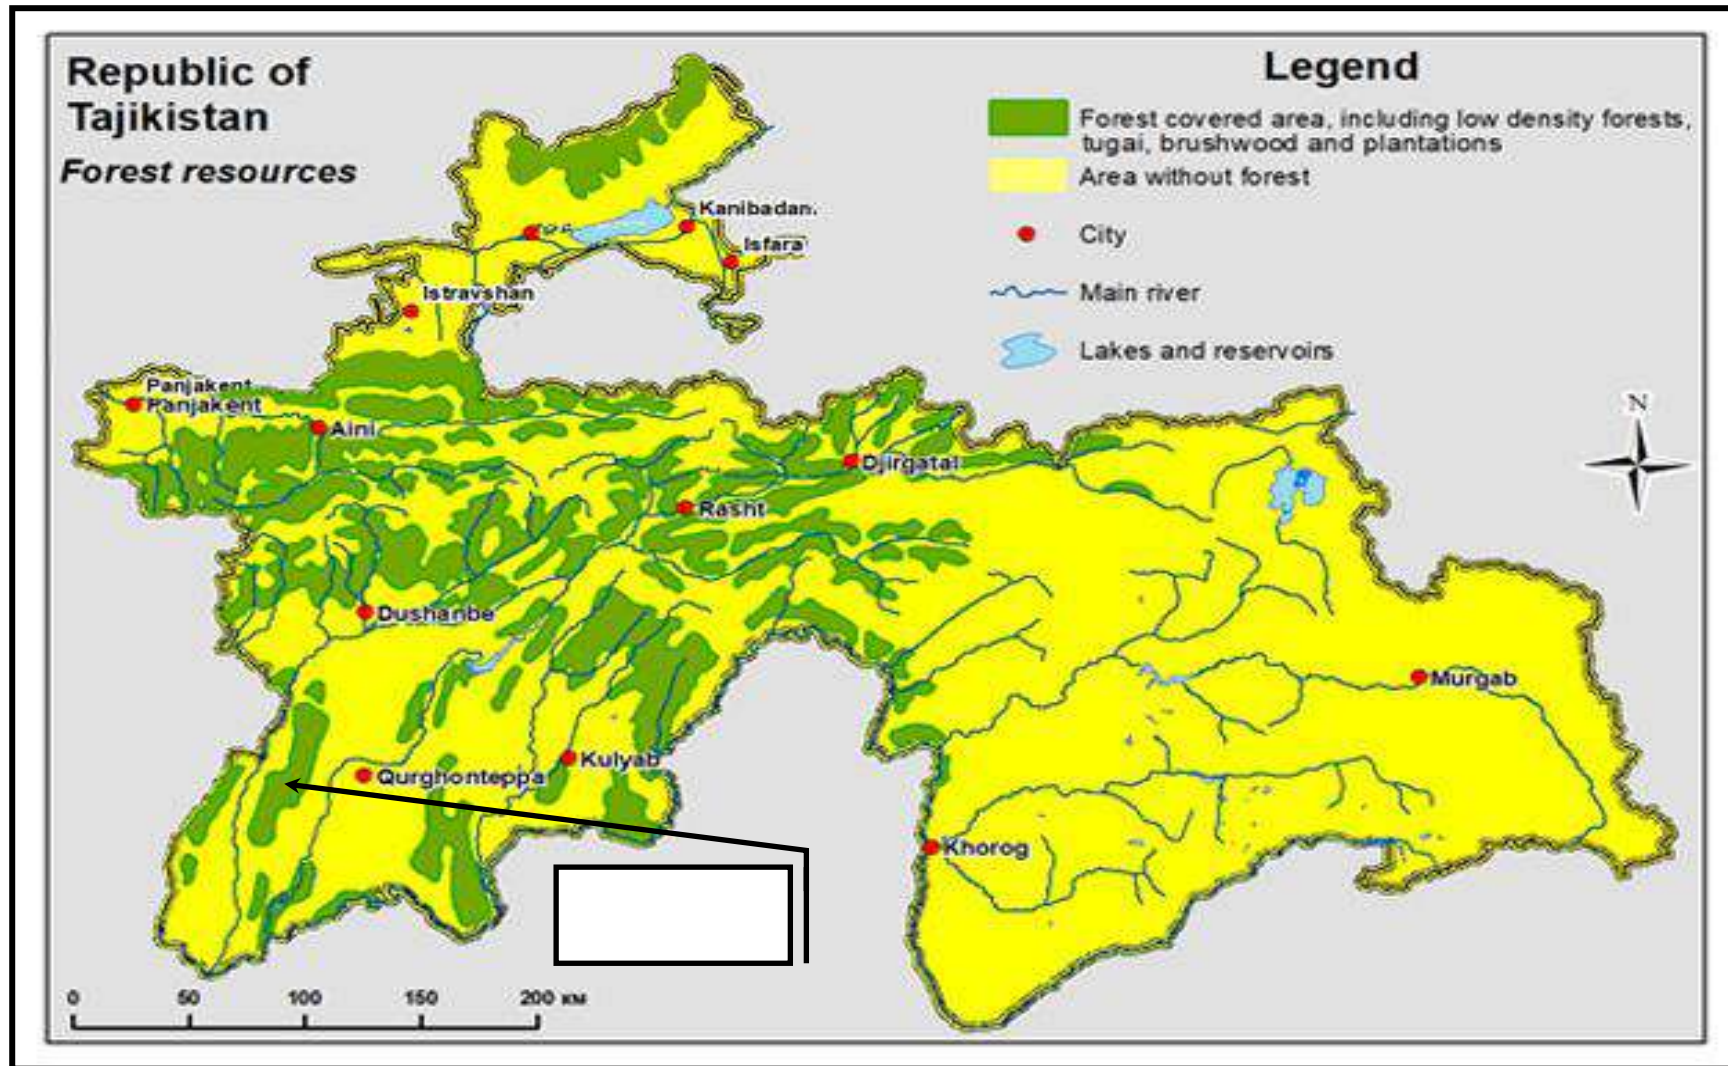 Republic of
Tajikistan
Forest resources
Legend
Forest covered area, including low density forests,
tugai, brushwood and plantations
Area without forest
City
Main river
Lakes and reservoirs
N
Kanibadan.
Isfara
Istravshan
Panjakent
Panjakent
Aini
Djirgatal
Rasht
Dushanbe
Murgab
Kulyab
Qurghonteppa
Khorog
0 50 100 150 200 км